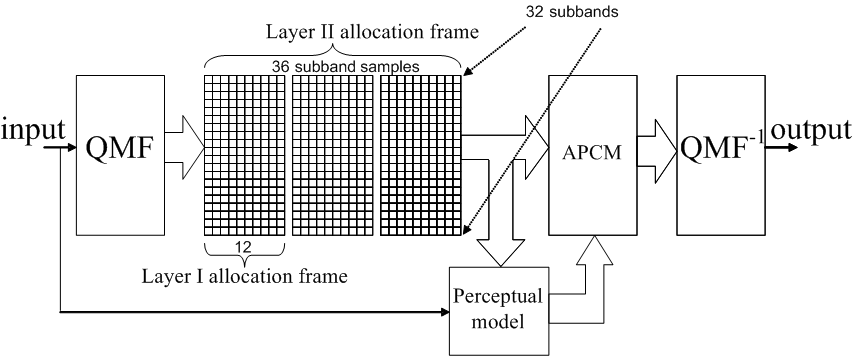 32 subbands
Layer II allocation frame
36 subband samples
input
QMF
APCM
QMF-1
output
12
Layer I allocation frame
Perceptual
model